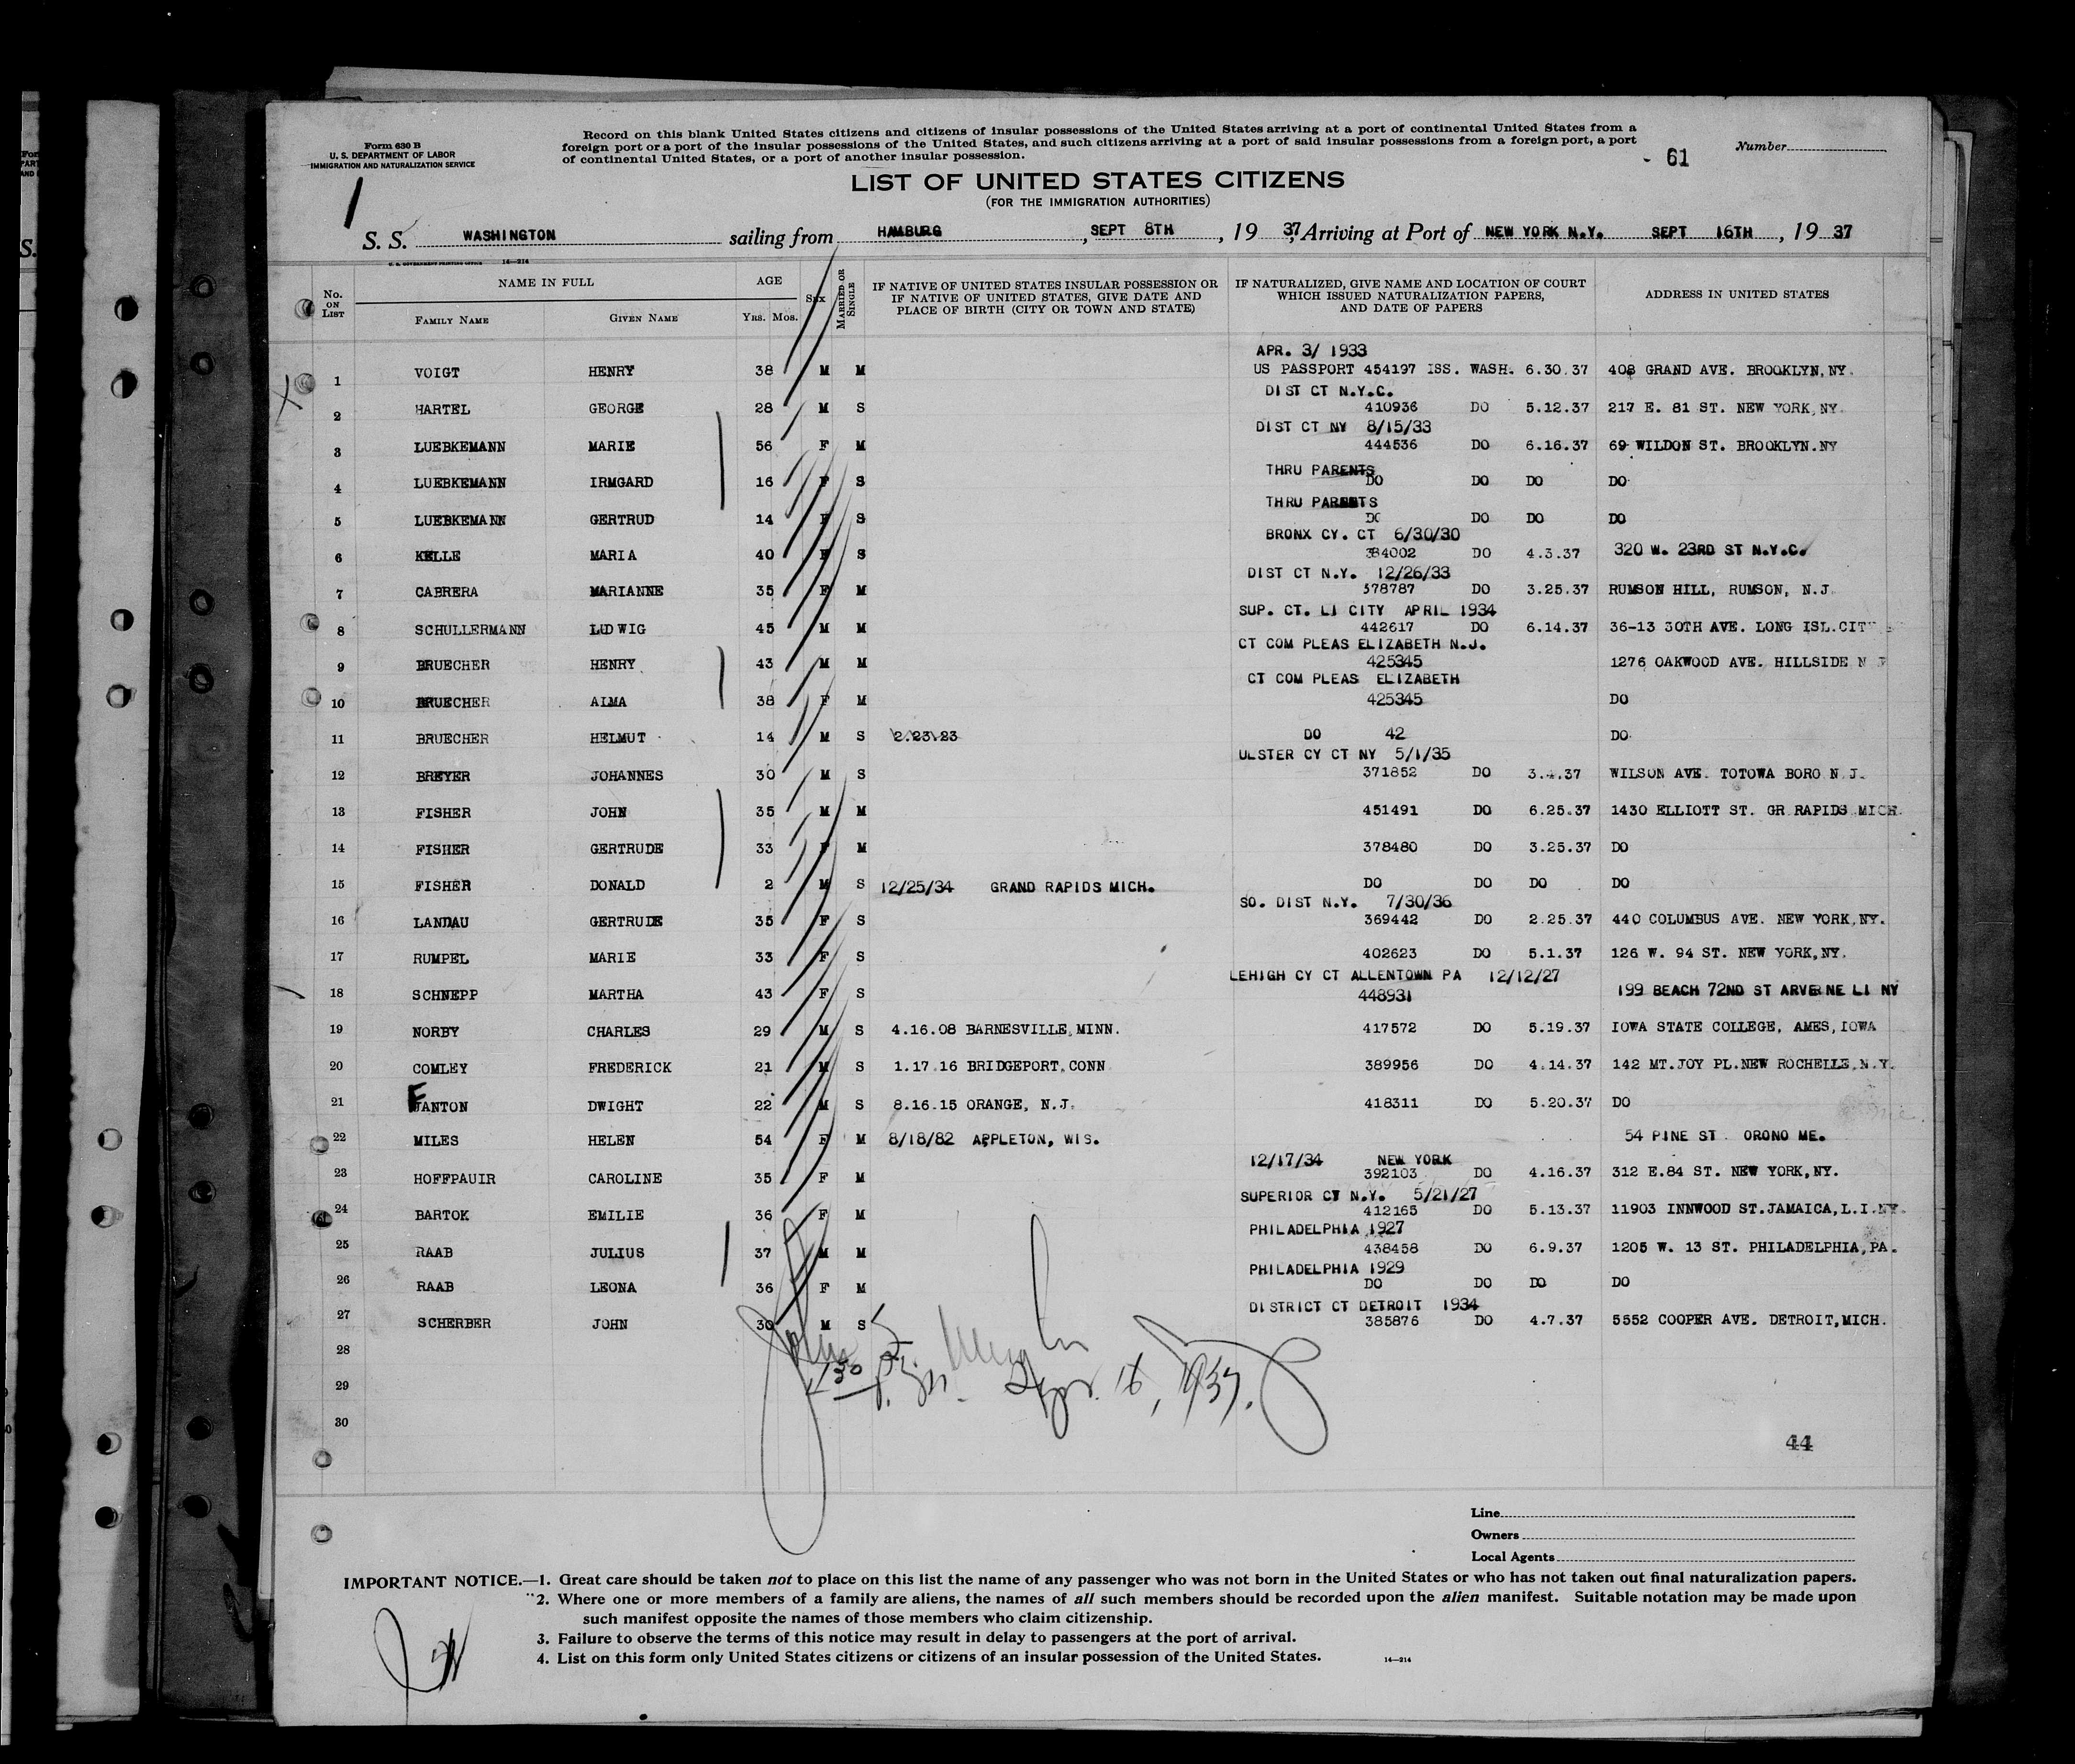 Form 630 B
U. S. DEPARTMENT OF LABOR
IMMIGRATION AND NATURALIZATION SERVICE
Record on this blank United States citizens and citizens of insular possessions of the United States arriving at a port of continental United States from a
foreign port or a port of the insular possessions of the United States, and such citizens arriving at a port of said insular possessions from a foreign port, a port
of continental United States, or a port of another insular possession.
61
Number
LIST OF UNITED STATES CITIZENS
(FOR THE IMMIGRATION AUTHORITIES)
S. S. WASHINGTON sailing from HAMBURG, SEPT 8TH, 19 37, Arriving at Port of NEW YORK N.Y. SEPT 16TH, 19 37
U. S. GOVERNMENT PRINTING OFFICE 14—214
No. ON LIST
NAME IN FULL
FAMILY NAME GIVEN NAME
AGE
YRS. MOS.
SEX
MARRIED OR SINGLE
IF NATIVE OF UNITED STATES INSULAR POSSESSION OR
IF NATIVE OF UNITED STATES, GIVE DATE AND
PLACE OF BIRTH (CITY OR TOWN AND STATE)
IF NATURALIZED, GIVE NAME AND LOCATION OF COURT
WHICH ISSUED NATURALIZATION PAPERS,
AND DATE OF PAPERS
ADDRESS IN UNITED STATES
APR. 3/ 1933
1 VOIGT HENRY 38 M M US PASSPORT 454197 ISS. WASH. 6.30.37 408 GRAND AVE. BROOKLYN,NY.
DIST CT N.Y.C.
2 HARTEL GEORGE 28 M S 410936 DO 5.12.37 217 E. 81 ST. NEW YORK,NY.
DIST CT NY 8/15/33
3 LUEBKEMANN MARIE 56 F M 444536 DO 6.16.37 69 WILDON ST. BROOKLYN.NY
THRU PARENTS
4 LUEBKEMANN IRMGARD 16 F S DO DO DO DO
THRU PARENTS
5 LUEBKEMANN GERTRUD 14 F S DO DO DO DO
BRONX CY. CT 6/30/30
6 KELLE MARIA 40 F S 384002 DO 4.3.37 320 W. 23RD ST N.Y.C.
DIST CT N.Y. 12/26/33
7 CABRERA MARIANNE 35 F M 378787 DO 3.25.37 RUMSON HILL, RUMSON, N.J.
SUP. CT. LI CITY APRIL 1934
8 SCHULLERMANN LUDWIG 45 M M 442617 DO 6.14.37 36-13 30TH AVE. LONG ISL.CITY
CT COM PLEAS ELIZABETH N.J.
9 BRUECHER HENRY 43 M M 425345 1276 OAKWOOD AVE. HILLSIDE N J
CT COM PLEAS ELIZABETH
10 BRUECHER ALMA 38 F M 425345 DO
11 BRUECHER HELMUT 14 M S 2.23.23 DO 42 DO
ULSTER CY CT NY 5/1/35
12 BREYER JOHANNES 30 M S 371852 DO 3.4.37 WILSON AVE. TOTOWA BORO N.J.
13 FISHER JOHN 35 M M 451491 DO 6.25.37 1430 ELLIOTT ST. GR RAPIDS MICH.
14 FISHER GERTRUDE 33 F M 378480 DO 3.25.37 DO
15 FISHER DONALD 2 M S 12/25/34 GRAND RAPIDS MICH. DO DO DO DO
SO. DIST N.Y. 7/30/36
16 LANDAU GERTRUDE 35 F S 369442 DO 2.25.37 440 COLUMBUS AVE. NEW YORK,NY.
17 RUMPEL MARIE 33 F S 402623 DO 5.1.37 126 W. 94 ST. NEW YORK,NY.
LEHIGH CY CT ALLENTOWN PA 12/12/27
18 SCHNEPP MARTHA 43 F S 448931 199 BEACH 72ND ST ARVERNE LI NY
19 NORBY CHARLES 29 M S 4.16.08 BARNESVILLE,MINN. 417572 DO 5.19.37 IOWA STATE COLLEGE, AMES,IOWA
20 COMLEY FREDERICK 21 M S 1.17.16 BRIDGEPORT,CONN 389956 DO 4.14.37 142 MT.JOY PL.NEW ROCHELLE,N.Y.
21 FANTON DWIGHT 22 M S 8.16.15 ORANGE, N.J. 418311 DO 5.20.37 DO
22 MILES HELEN 54 F M 8/18/82 APPLETON, WIS. 54 PINE ST. ORONO ME.
12/17/34 NEW YORK
23 HOFFPAUIR CAROLINE 35 F M 392103 DO 4.16.37 312 E.84 ST. NEW YORK,NY.
SUPERIOR CT N.Y. 5/21/27
24 BARTOK EMILIE 36 F M 412165 DO 5.13.37 11903 INNWOOD ST.JAMAICA,L.I.NY.
PHILADELPHIA 1927
25 RAAB JULIUS 37 M M 438458 DO 6.9.37 1205 W. 13 ST. PHILADELPHIA,PA.
PHILADELPHIA 1929
26 RAAB LEONA 36 F M DO DO DO DO
DISTRICT CT DETROIT 1934
27 SCHERBER JOHN 30 M S 385876 DO 4.7.37 5552 COOPER AVE. DETROIT,MICH.
28
29
30
16, 1937.
44
Line
Owners
Local Agents
IMPORTANT NOTICE.—1. Great care should be taken not to place on this list the name of any passenger who was not born in the United States or who has not taken out final naturalization papers.
2. Where one or more members of a family are aliens, the names of all such members should be recorded upon the alien manifest. Suitable notation may be made upon
such manifest opposite the names of those members who claim citizenship.
3. Failure to observe the terms of this notice may result in delay to passengers at the port of arrival.
4. List on this form only United States citizens or citizens of an insular possession of the United States.
14—214